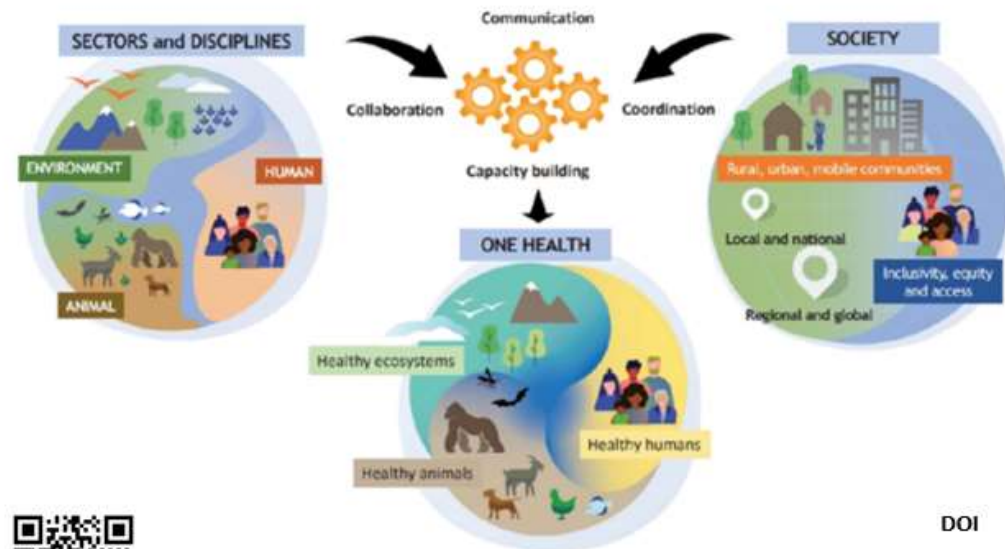 Communication
SECTORS and DISCIPLINES
SOCIETY
Collaboration
Coordination
ENVIRONMENT
HUMAN
ANIMAL
Capacity building
Rural, urban, mobile communities
Local and national
Inclusivity, equity
and access
Regional and global
ONE HEALTH
Healthy ecosystems
Healthy humans
Healthy animals
DOI